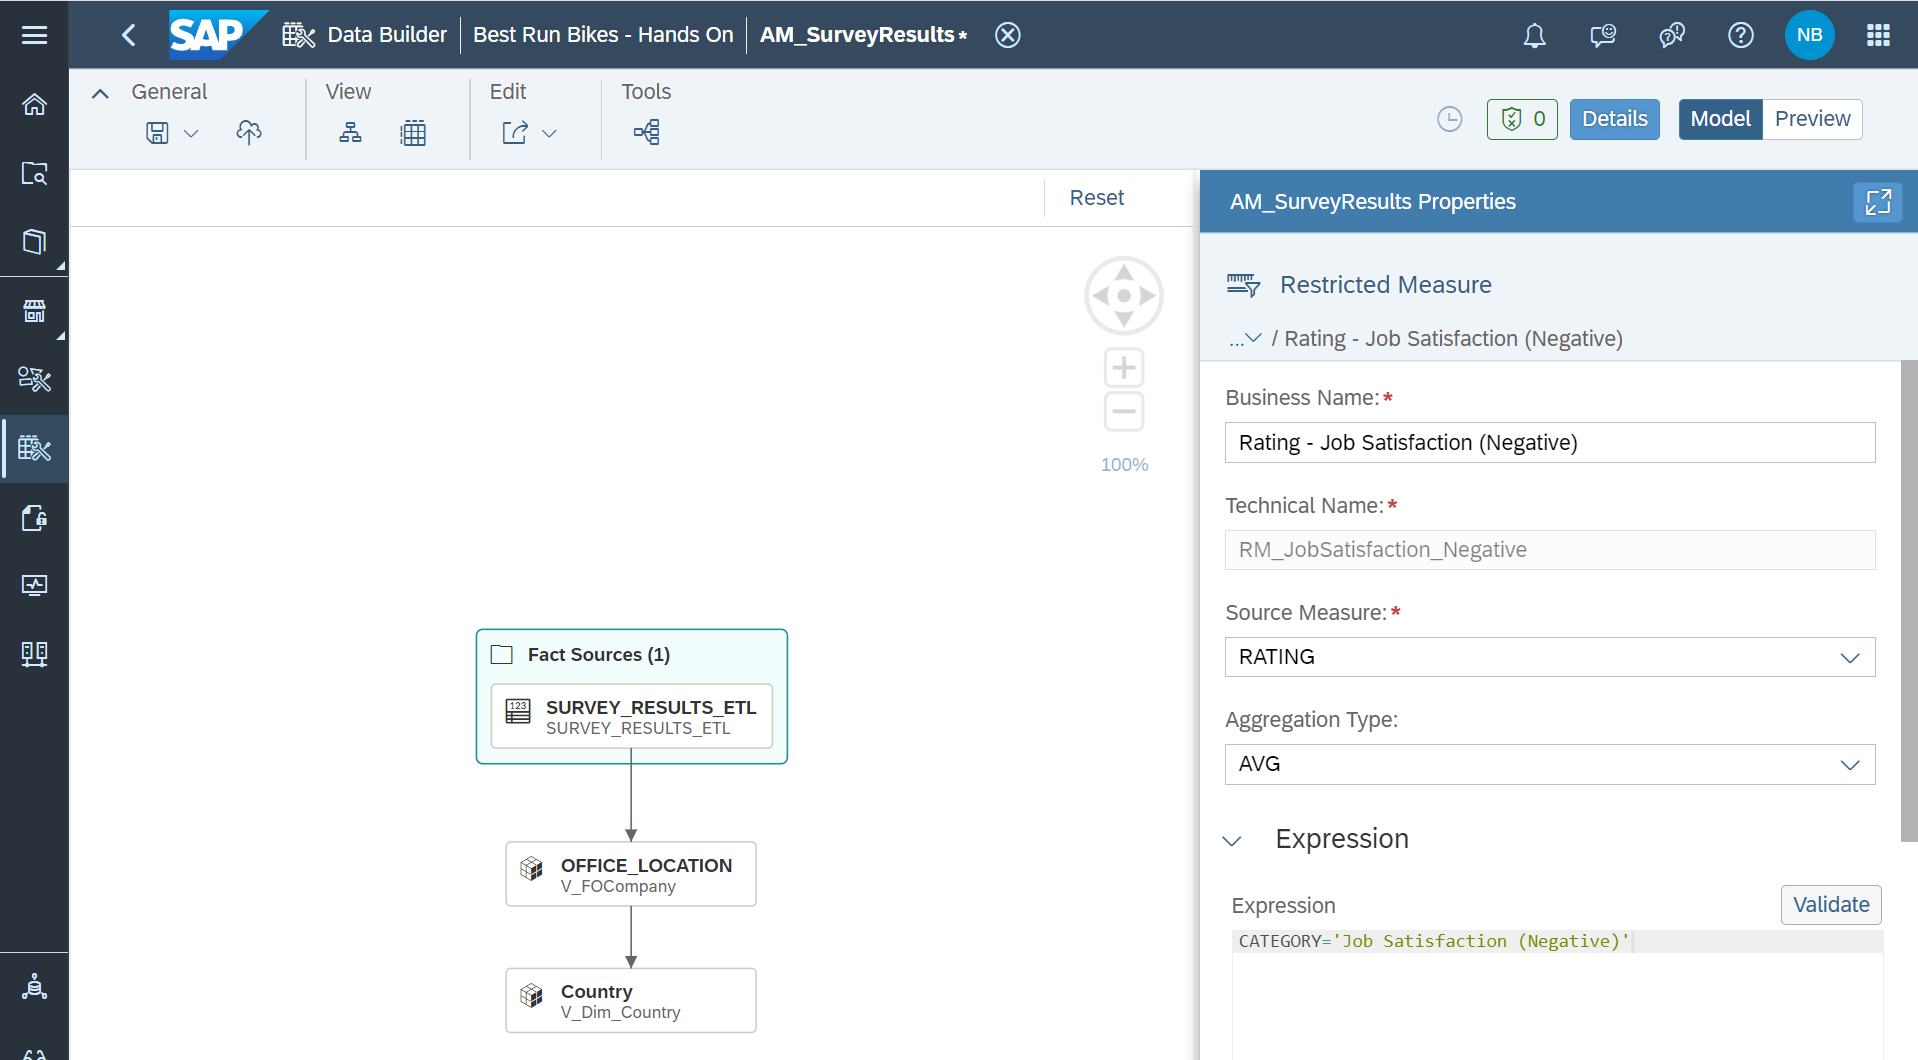 SAP Data Builder Best Run Bikes - Hands On AM_SurveyResults* NB
General View Edit Tools
0 Details Model Preview
Reset
AM_SurveyResults Properties
Restricted Measure
... / Rating - Job Satisfaction (Negative)
Business Name:*
Rating - Job Satisfaction (Negative)
Technical Name:*
RM_JobSatisfaction_Negative
Source Measure:*
RATING
Aggregation Type:
AVG
Expression
Expression
Validate
CATEGORY='Job Satisfaction (Negative)'
100%
Fact Sources (1)
123
SURVEY_RESULTS_ETL
SURVEY_RESULTS_ETL
OFFICE_LOCATION
V_FOCompany
Country
V_Dim_Country